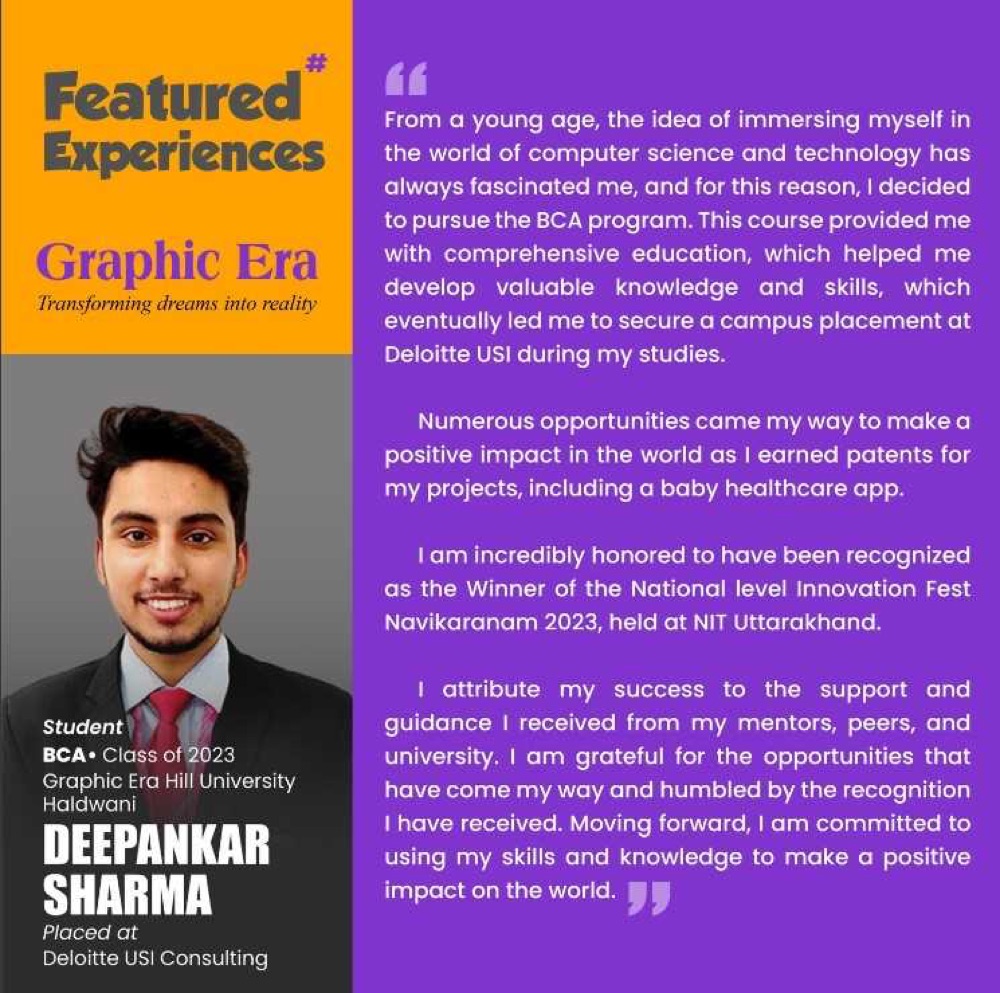 #
Featured
Experiences
Graphic Era
Transforming dreams into reality
Student
BCA• Class of 2023
Graphic Era Hill University
Haldwani
DEEPANKAR
SHARMA
Placed at
Deloitte USI Consulting
“
From a young age, the idea of immersing myself in
the world of computer science and technology has
always fascinated me, and for this reason, I decided
to pursue the BCA program. This course provided me
with comprehensive education, which helped me
develop valuable knowledge and skills, which
eventually led me to secure a campus placement at
Deloitte USI during my studies.
Numerous opportunities came my way to make a
positive impact in the world as I earned patents for
my projects, including a baby healthcare app.
I am incredibly honored to have been recognized
as the Winner of the National level Innovation Fest
Navikaranam 2023, held at NIT Uttarakhand.
I attribute my success to the support and
guidance I received from my mentors, peers, and
university. I am grateful for the opportunities that
have come my way and humbled by the recognition
I have received. Moving forward, I am committed to
using my skills and knowledge to make a positive
impact on the world. ”